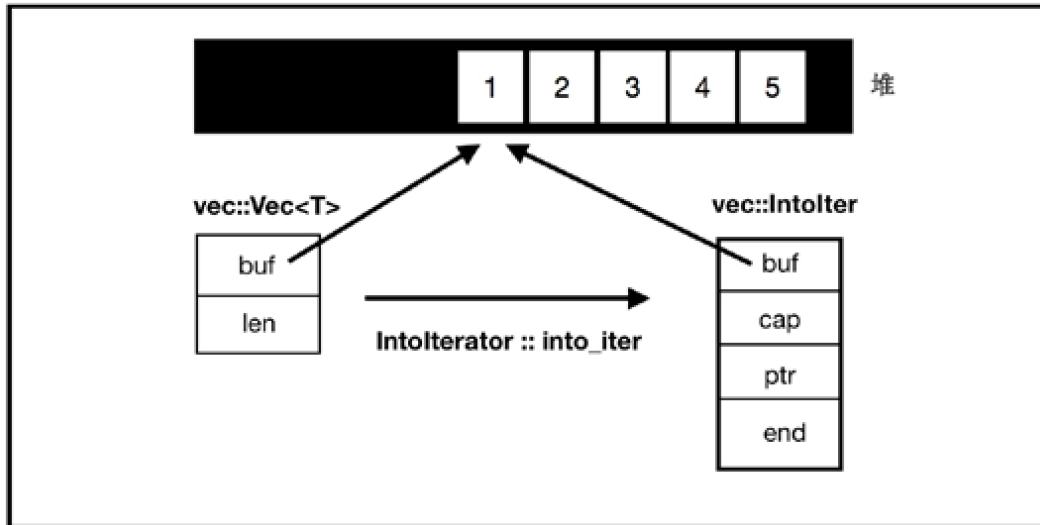 1 2 3 4 5 堆
vec::Vec<T>
vec::IntoIter
buf
len
IntoIterator :: into_iter
buf
cap
ptr
end